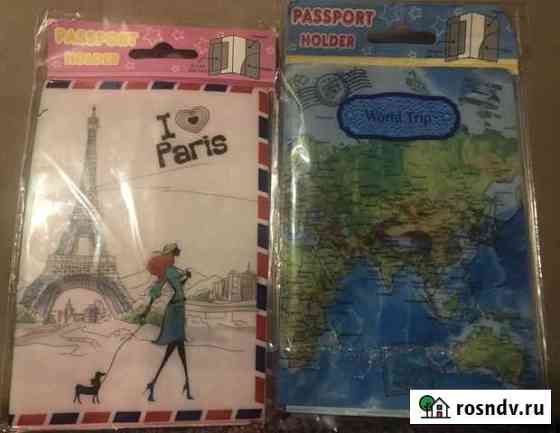 PASSPORT
HOLDER
I
Paris
PASSPORT
HOLDER
World Trip
rosndv.ru